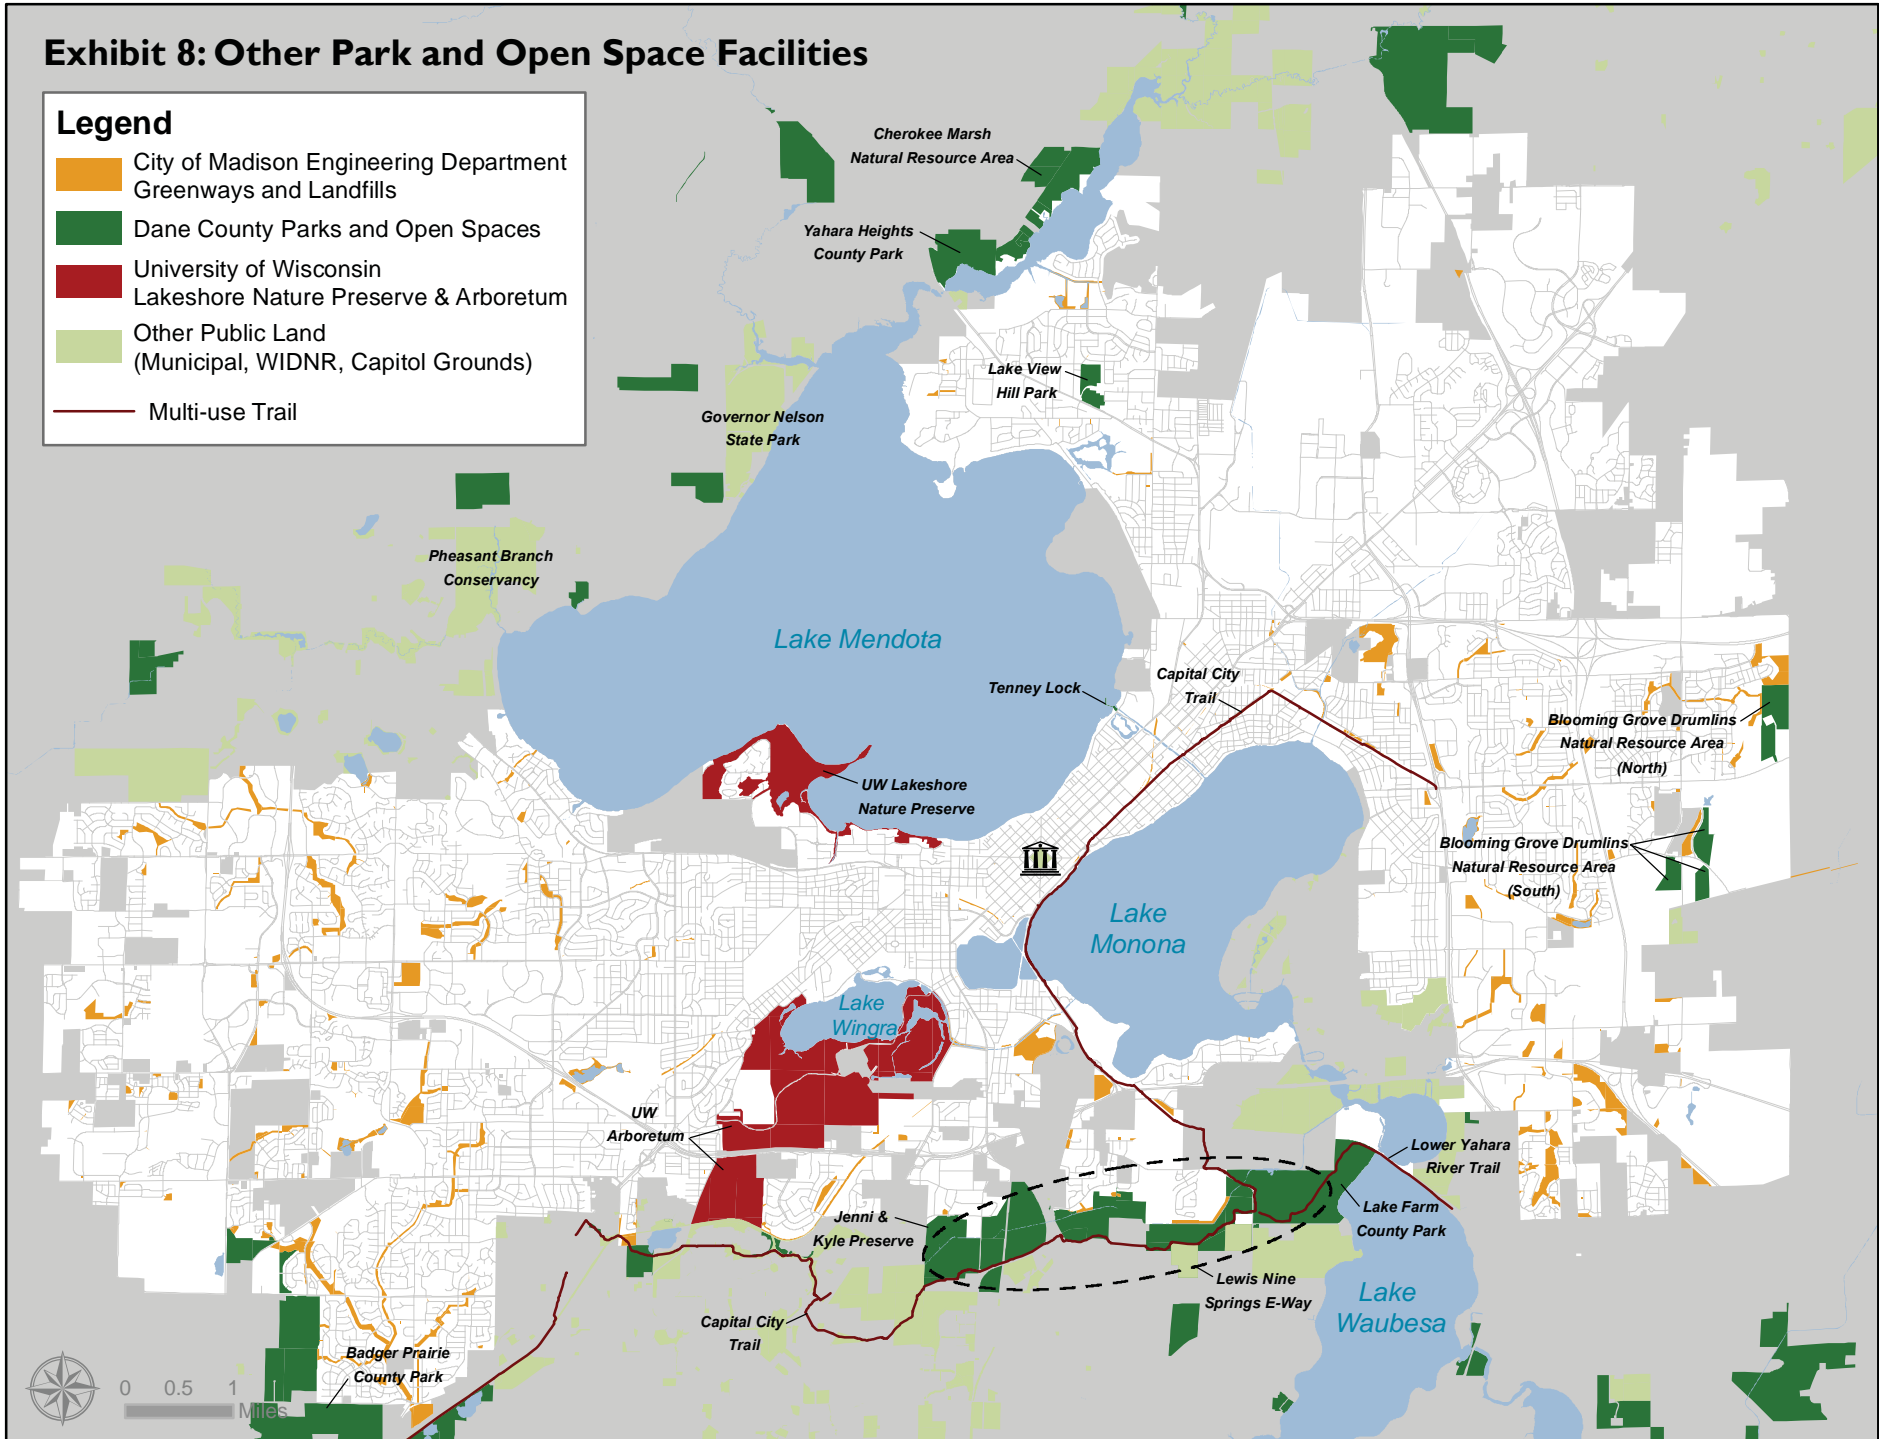 Exhibit 8: Other Park and Open Space Facilities
Legend
City of Madison Engineering Department
Greenways and Landfills
Dane County Parks and Open Spaces
University of Wisconsin
Lakeshore Nature Preserve & Arboretum
Other Public Land
(Municipal, WIDNR, Capitol Grounds)
Multi-use Trail
Cherokee Marsh
Natural Resource Area
Yahara Heights
County Park
Lake View
Hill Park
Governor Nelson
State Park
Pheasant Branch
Conservancy
Lake Mendota
Tenney Lock
Capital City
Trail
Blooming Grove Drumlins
Natural Resource Area
(North)
UW Lakeshore
Nature Preserve
Blooming Grove Drumlins
Natural Resource Area
(South)
Lake
Monona
Lake
Wingra
UW
Arboretum
Lower Yahara
River Trail
Jenni &
Kyle Preserve
Lake Farm
County Park
Lewis Nine
Springs E-Way
Lake
Waubesa
Capital City
Trail
Badger Prairie
County Park
0 0.5 1
Miles